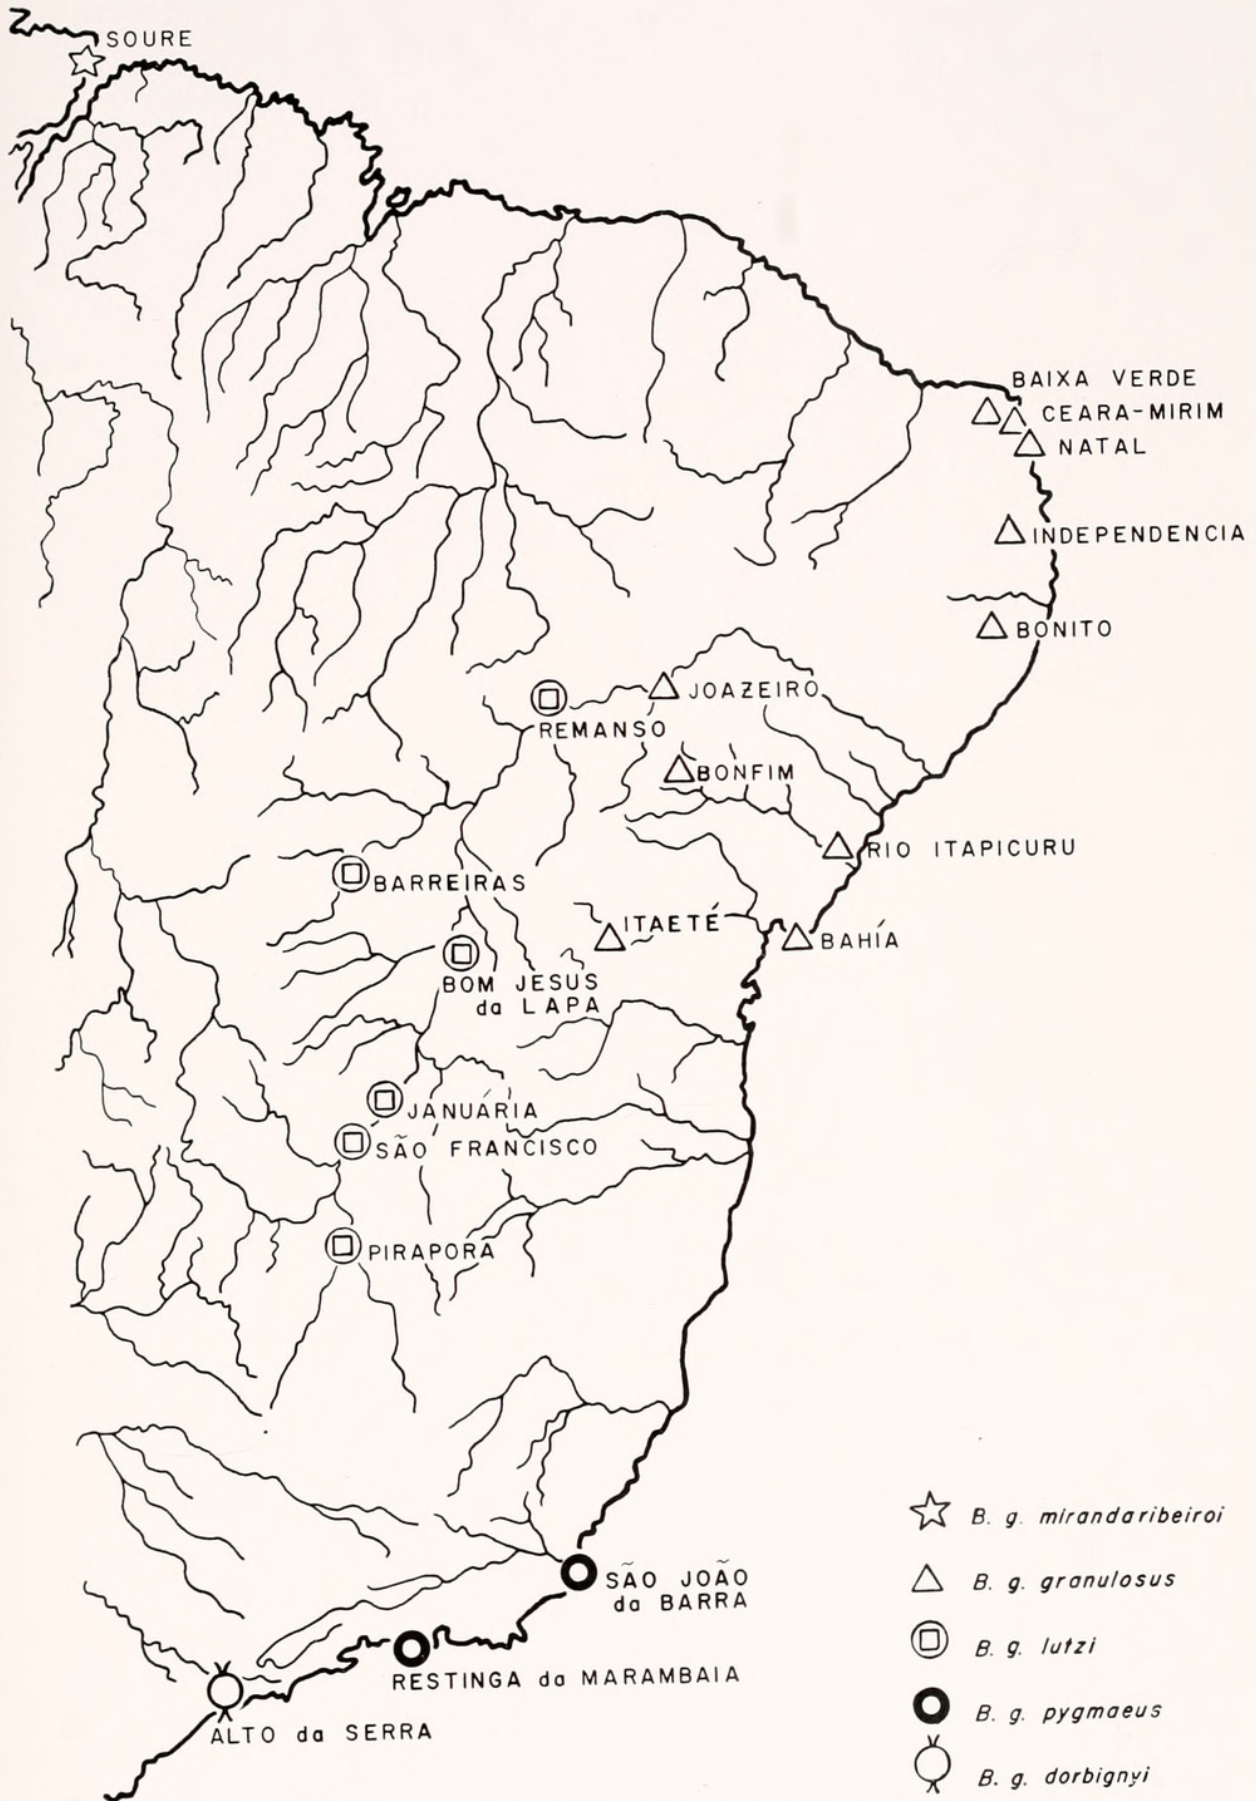 SOURE
BAIXA VERDE
CEARA-MIRIM
NATAL
INDEPENDENCIA
BONITO
JOAZEIRO
REMANSO
BONFIM
RIO ITAPICURU
BARREIRAS
ITAETÉ
BAHÍA
BOM JESUS
da LAPA
JANUÁRIA
SÃO FRANCISCO
PIRAPORA
SÃO JOÃO
da BARRA
RESTINGA da MARAMBAIA
ALTO da SERRA
B. g. mirandaribeiroi
B. g. granulosus
B. g. lutzi
B. g. pygmaeus
B. g. dorbignyi